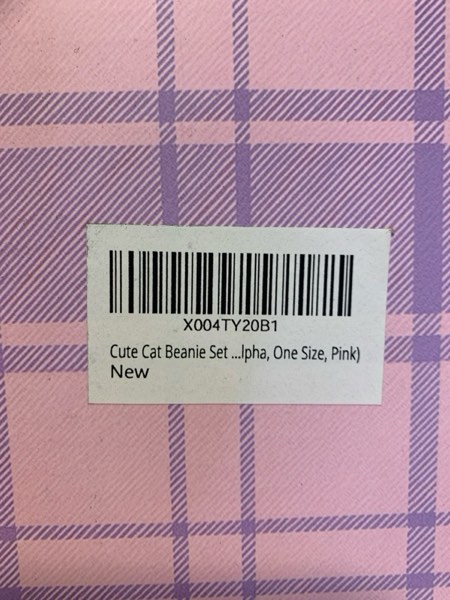 X004TY20B1
Cute Cat Beanie Set ...lpha, One Size, Pink)
New